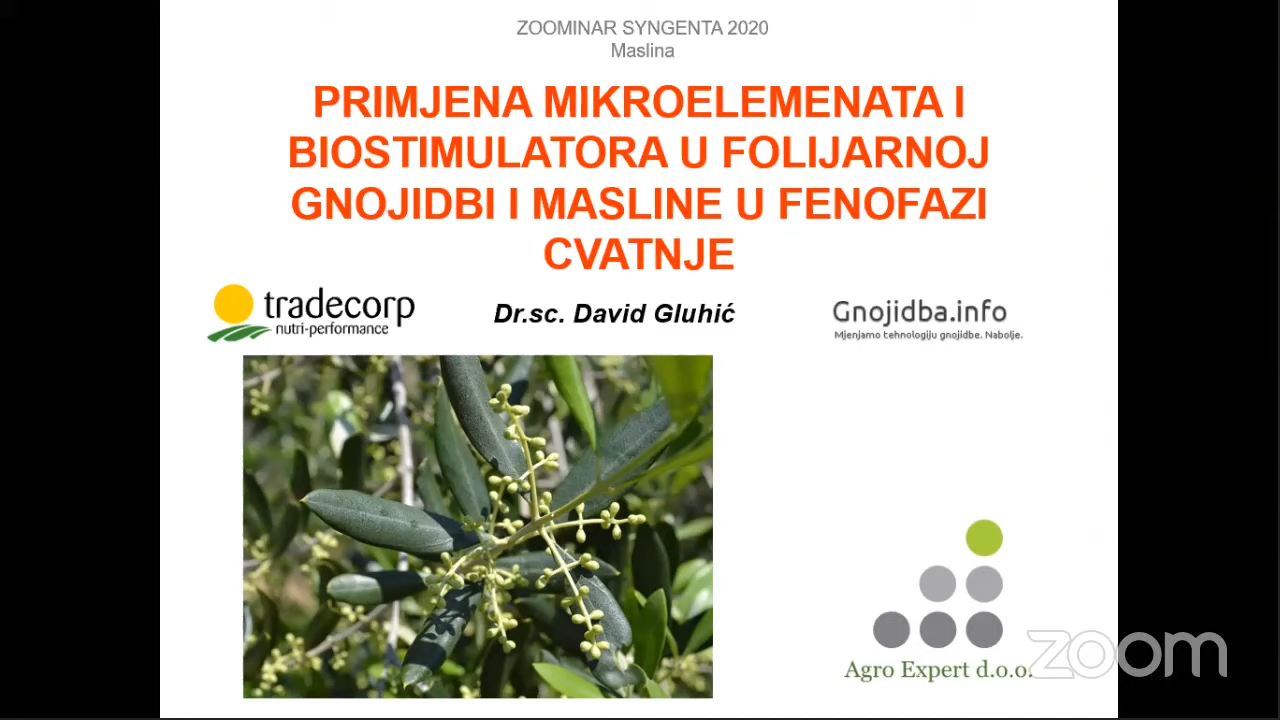 ZOOMINAR SYNGENTA 2020
Maslina
PRIMJENA MIKROELEMENATA I
BIOSTIMULATORA U FOLIJARNOJ
GNOJIDBI I MASLINE U FENOFAZI
CVATNJE
tradecorp
nutri-performance
Dr.sc. David Gluhić
Gnojidba.info
Mjenjamo tehnologiju gnojidbe. Nabolje.
Agro Expert d.o.o.
zoom